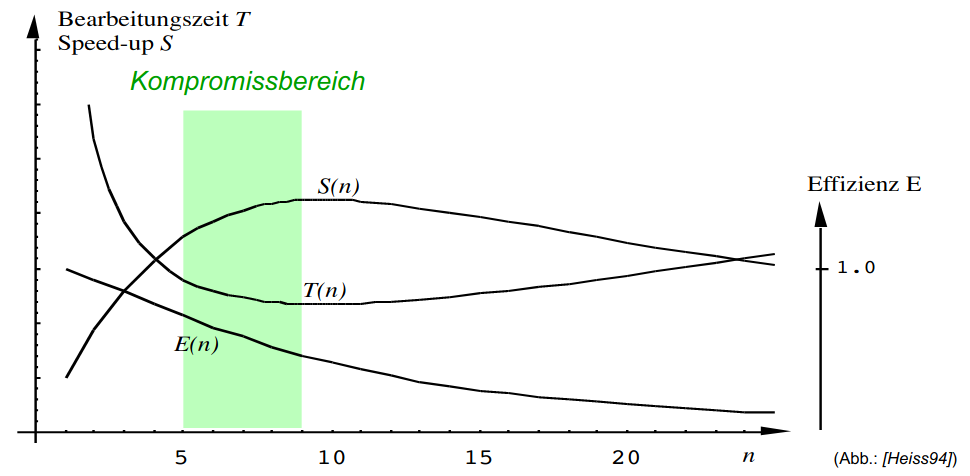 Bearbeitungszeit T
Speed-up S
Kompromissbereich
S(n)
Effizienz E
1.0
T(n)
E(n)
5 10 15 20 n
(Abb.: [Heiss94])